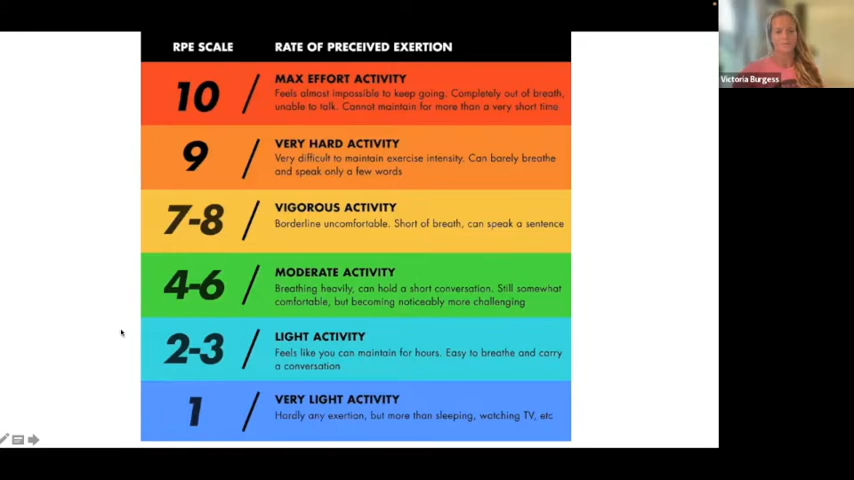 RPE SCALE RATE OF PRECEIVED EXERTION
10 / MAX EFFORT ACTIVITY
Feels almost impossible to keep going. Completely out of breath,
unable to talk. Cannot maintain for more than a very short time
9 / VERY HARD ACTIVITY
Very difficult to maintain exercise intensity. Can barely breathe
and speak only a few words
7-8 / VIGOROUS ACTIVITY
Borderline uncomfortable. Short of breath, can speak a sentence
4-6 / MODERATE ACTIVITY
Breathing heavily, can hold a short conversation. Still somewhat
comfortable, but becoming noticeably more challenging
2-3 / LIGHT ACTIVITY
Feels like you can maintain for hours. Easy to breathe and carry
a conversation
1 / VERY LIGHT ACTIVITY
Hardly any exertion, but more than sleeping, watching TV, etc
Victoria Burgess